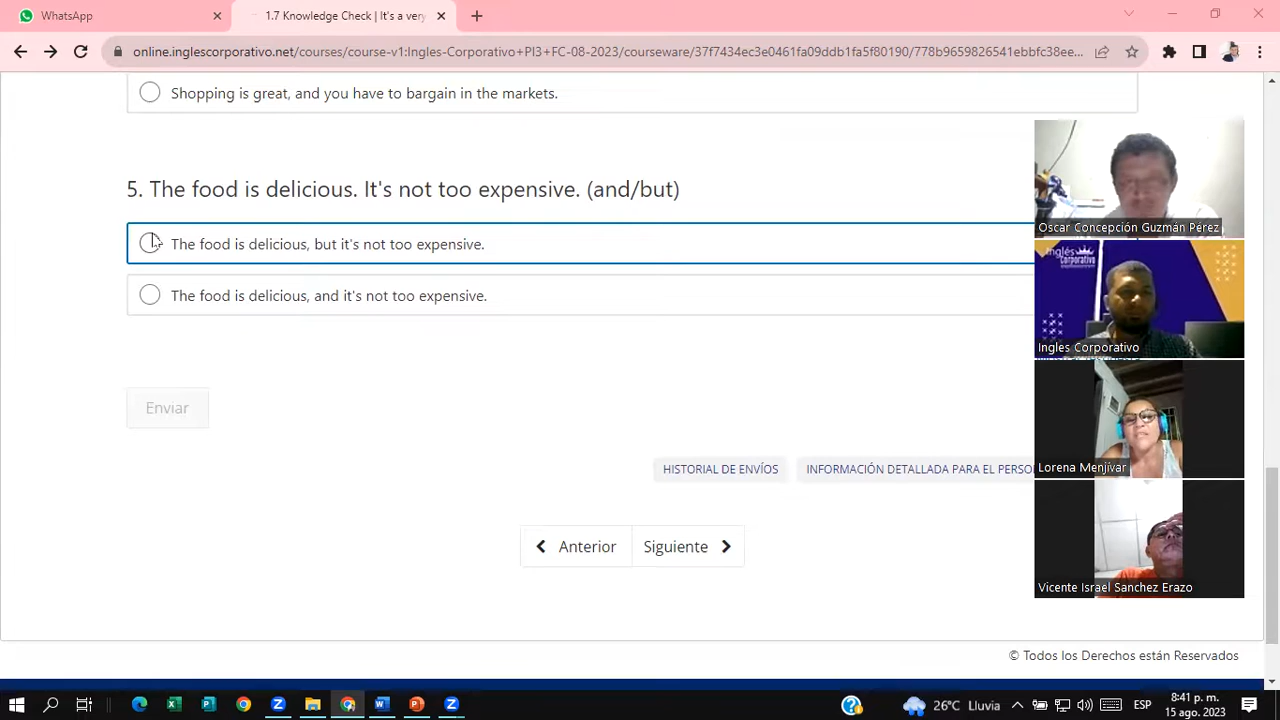 WhatsApp
1.7 Knowledge Check | It's a very
online.inglescorporativo.net/courses/course-v1:Ingles-Corporativo+PI3+FC-08-2023/courseware/37f7434ec3e0461fa09ddb1fa5f80190/778b9659826541ebbfc38ee...
Shopping is great, and you have to bargain in the markets.
5. The food is delicious. It's not too expensive. (and/but)
The food is delicious, but it's not too expensive.
The food is delicious, and it's not too expensive.
Enviar
HISTORIAL DE ENVÍOS
INFORMACIÓN DETALLADA PARA EL PERSO
Anterior
Siguiente
© Todos los Derechos están Reservados
Oscar Concepción Guzmán Pérez
Inglés
Corporativo
Ingles Corporativo
Lorena Menjívar
Vicente Israel Sanchez Erazo
26°C Lluvia
ESP
8:41 p. m.
15 ago. 2023